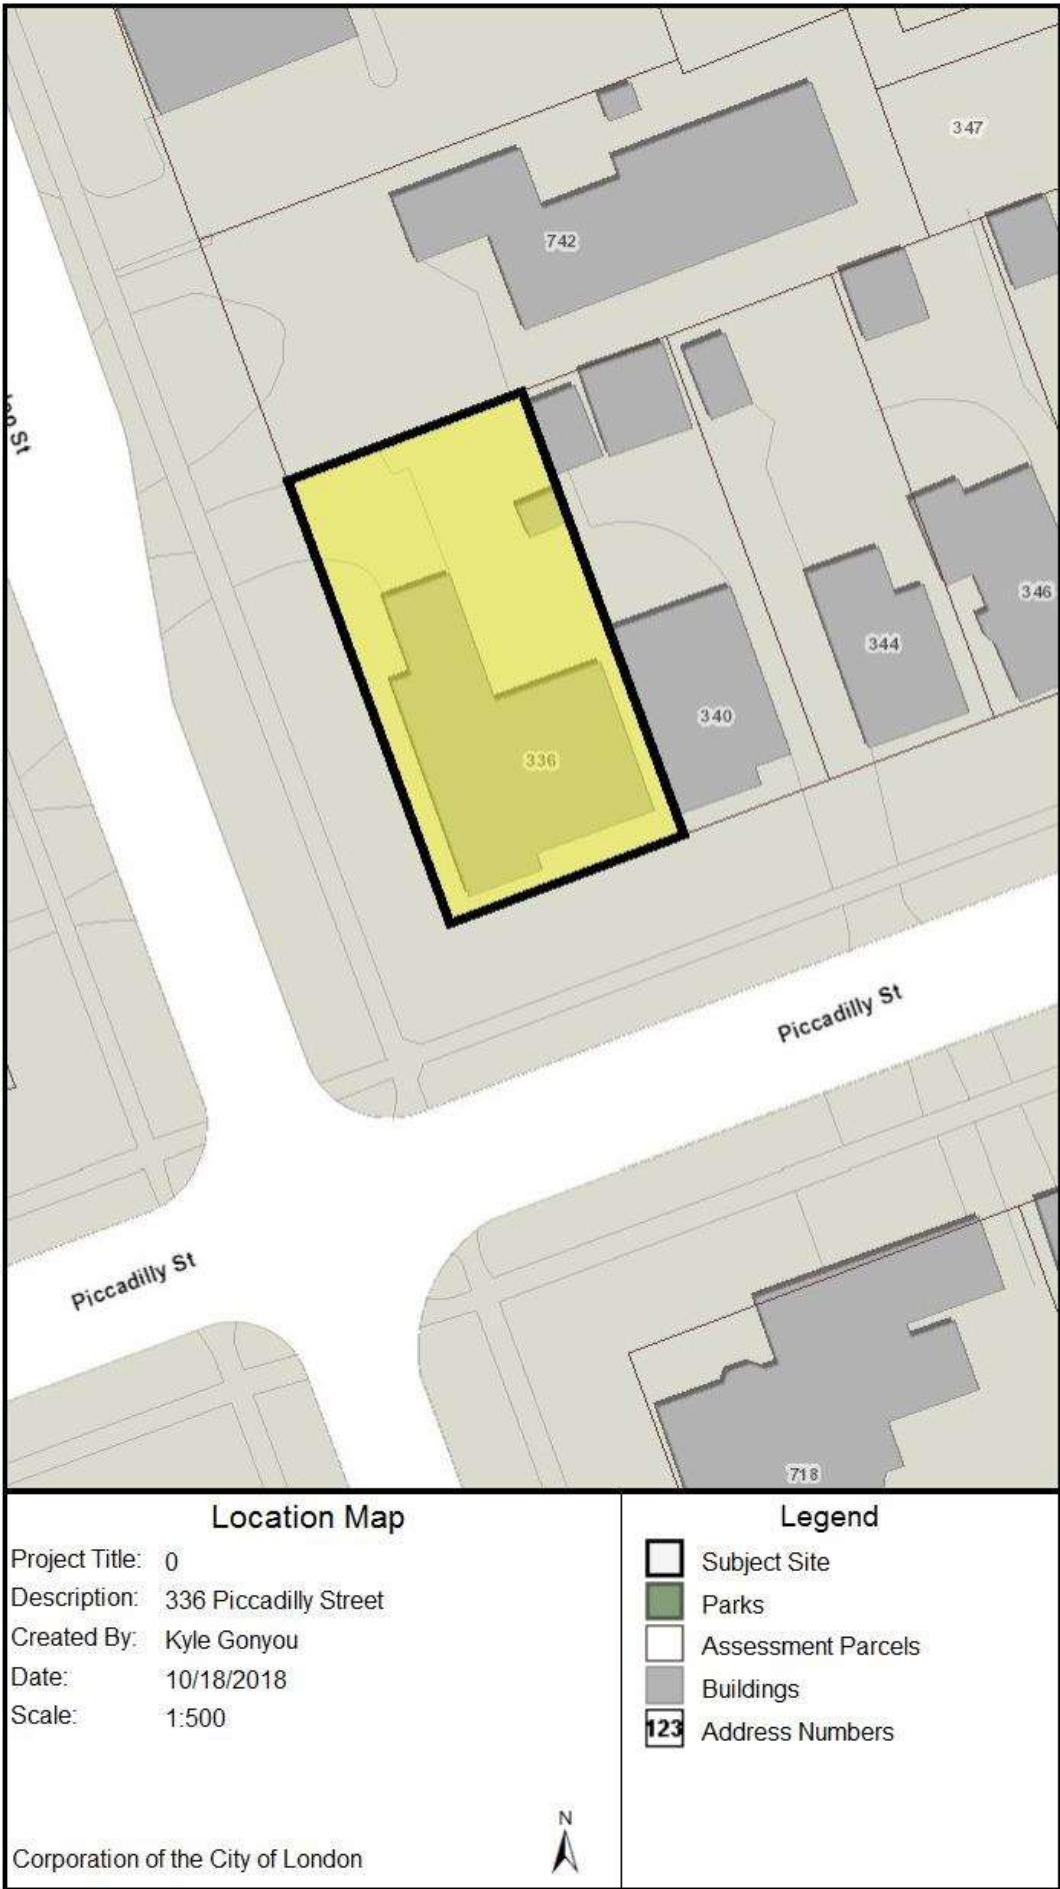 347
742
St
346
344
340
336
Piccadilly St
Piccadilly St
718
Location Map
Project Title: 0
Description: 336 Piccadilly Street
Created By: Kyle Gonyou
Date: 10/18/2018
Scale: 1:500
N
Corporation of the City of London
Legend
Subject Site
Parks
Assessment Parcels
Buildings
123 Address Numbers